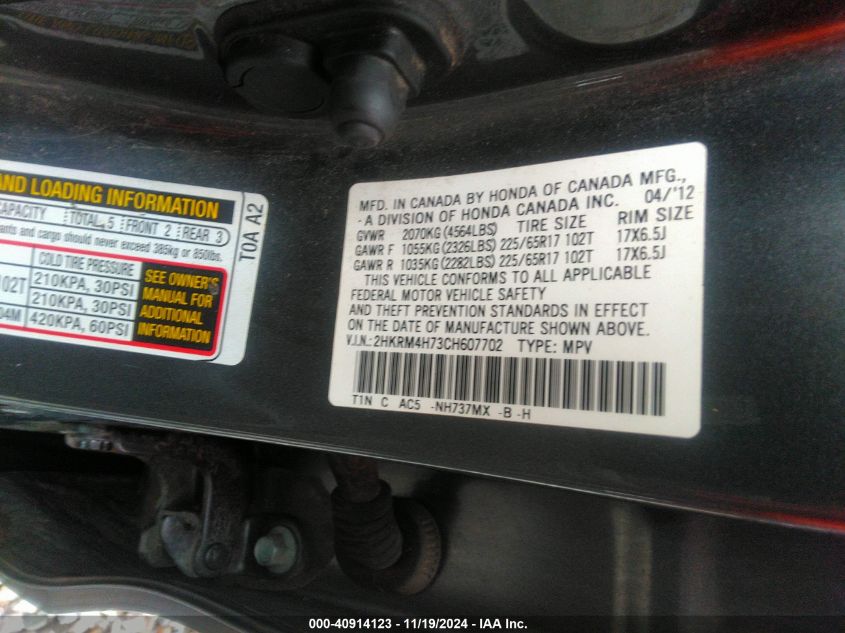 AND LOADING INFORMATION
CAPACITY TOTAL 5 FRONT 2 REAR 3
ants and cargo should never exceed 385kg or 850lbs.
COLD TIRE PRESSURE
102T 210KPA, 30PSI
210KPA, 30PSI
04M 420KPA, 60PSI
SEE OWNER'S
MANUAL FOR
ADDITIONAL
INFORMATION
T0A A2
MFD. IN CANADA BY HONDA OF CANADA MFG.,
- A DIVISION OF HONDA CANADA INC. 04/'12
GVWR 2070KG (4564LBS) TIRE SIZE RIM SIZE
GAWR F 1055KG (2326LBS) 225/65R17 102T 17X6.5J
GAWR R 1035KG (2282LBS) 225/65R17 102T 17X6.5J
THIS VEHICLE CONFORMS TO ALL APPLICABLE
FEDERAL MOTOR VEHICLE SAFETY
AND THEFT PREVENTION STANDARDS IN EFFECT
ON THE DATE OF MANUFACTURE SHOWN ABOVE.
V.I.N.: 2HKRM4H73CH607702 TYPE: MPV
T1N C AC5 -NH737MX -B -H
000-40914123 - 11/19/2024 - IAA Inc.